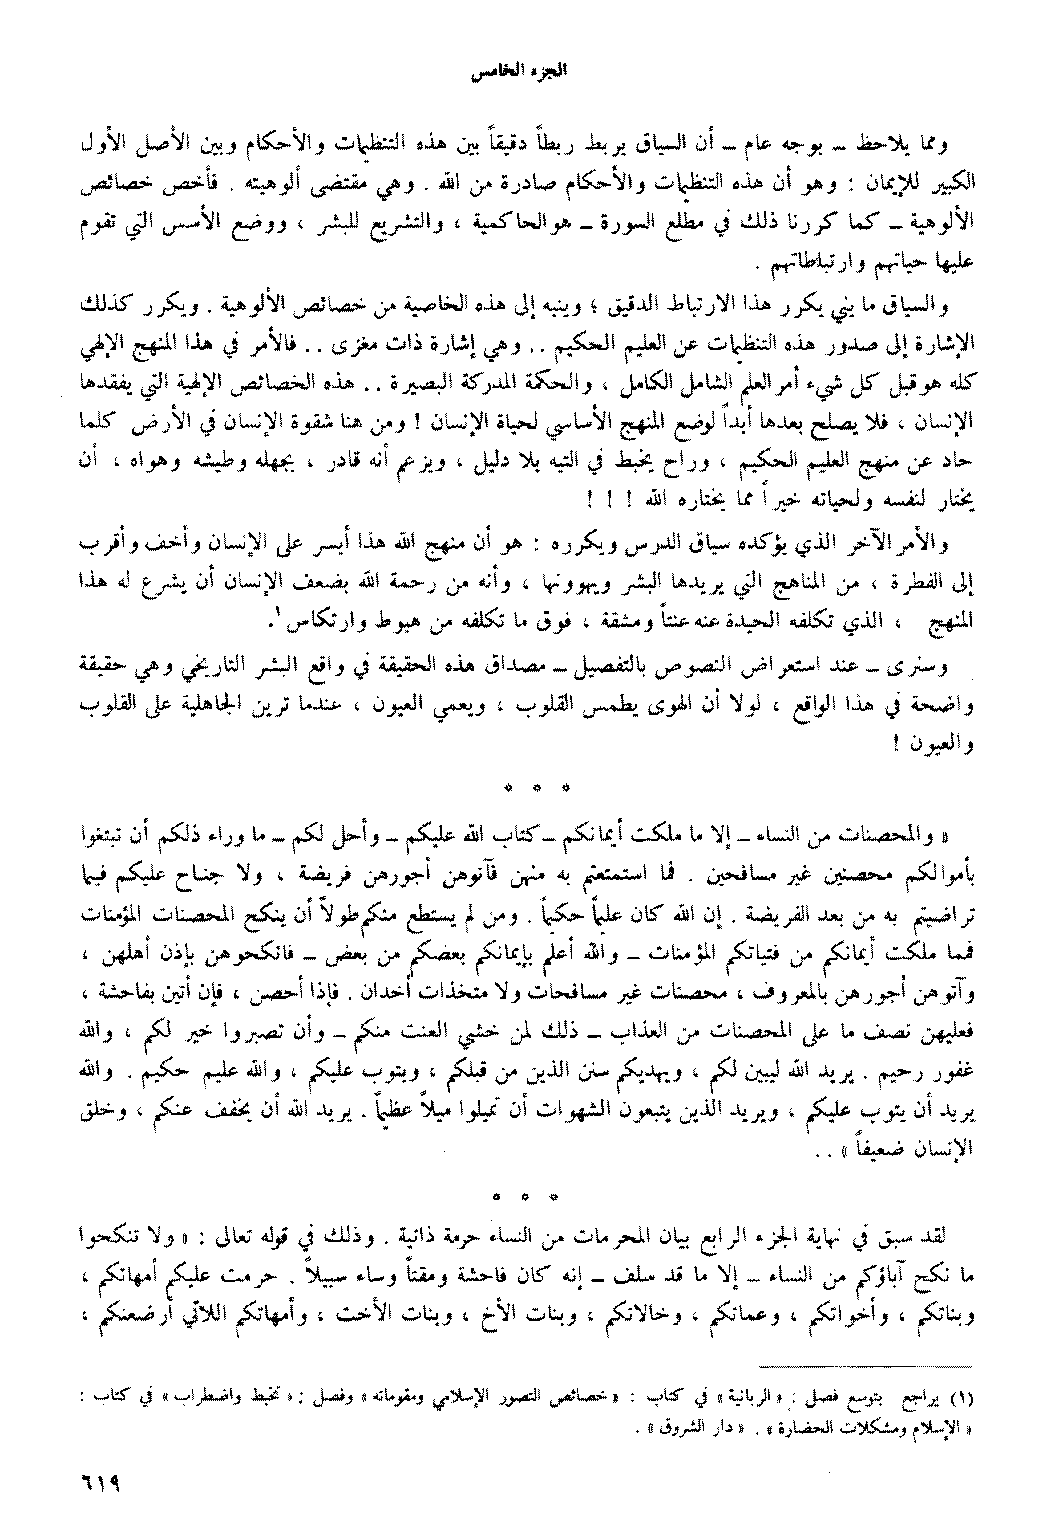 الجزء الخامس
ومما يلاحظ – بوجه عام – أن السياق يربط ربطاً دقيقاً بين هذه التنظيمات والأحكام وبين الأصل الأول
الكبير للإيمان : وهو أن هذه التنظيمات والأحكام صادرة من الله . وهي مقتضى ألوهيته . فأخص خصائص
الألوهية – كما كررنا ذلك في مطلع السورة – هو الحاكمية ، والتشريع للبشر ، ووضع الأسس التي تقوم
عليها حياتهم وارتباطاتهم .
والسياق ما يني يكرر هذا الارتباط الدقيق ؛ وينبه إلى هذه الخاصية من خصائص الألوهية . ويكرر كذلك
الإشارة إلى صدور هذه التنظيمات عن العليم الحكيم .. وهي إشارة ذات مغزى .. فالأمر في هذا المنهج الإلهي
كله هو قبل كل شيء أمر العلم الشامل الكامل ، والحكمة المدركة البصيرة .. هذه الخصائص الإلهية التي يفقدها
الإنسان ، فلا يصلح بعدها أبداً لوضع المنهج الأساسي لحياة الإنسان ! ومن هنا شقوة الإنسان في الأرض كلما
حاد عن منهج العليم الحكيم ، وراح يخبط في التيه بلا دليل ، ويزعم أنه قادر ، بجهله وطيشه وهواه ، أن
يختار لنفسه ولحياته خيراً مما يختاره الله ! ! !
والأمر الآخر الذي يؤكده سياق الدرس ويكرره : هو أن منهج الله هذا أيسر على الإنسان وأخف وأقرب
إلى الفطرة ، من المناهج التي يريدها البشر ويهوونها ، وأنه من رحمة الله بضعف الإنسان أن يشرع له هذا
المنهج ، الذي تكلفه الحيدة عنه عنتاً ومشقة ، فوق ما تكلفه من هبوط وارتكاس¹.
وسنرى – عند استعراض النصوص بالتفصيل – مصداق هذه الحقيقة في واقع البشر التاريخي وهي حقيقة
واضحة في هذا الواقع ، لولا أن الهوى يطمس القلوب ، ويعمي العيون ، عندما ترين الجاهلية على القلوب
والعيون !
* * *
« والمحصنات من النساء – إلا ما ملكت أيمانكم – كتاب الله عليكم – وأحل لكم – ما وراء ذلكم أن تبتغوا
بأموالكم محصنين غير مسافحين . فما استمتعتم به منهن فآتوهن أجورهن فريضة ، ولا جناح عليكم فيما
تراضيتم به من بعد الفريضة . إن الله كان عليماً حكيماً . ومن لم يستطع منكم طولاً أن ينكح المحصنات المؤمنات
فمما ملكت أيمانكم من فتياتكم المؤمنات – والله أعلم بإيمانكم بعضكم من بعض – فانكحوهن بإذن أهلهن ،
وآتوهن أجورهن بالمعروف ، محصنات غير مسافحات ولا متخذات أخدان . فإذا أحصن ، فإن أتين بفاحشة ،
فعليهن نصف ما على المحصنات من العذاب – ذلك لمن خشي العنت منكم – وأن تصبروا خير لكم ، والله
غفور رحيم . يريد الله ليبين لكم ، ويهديكم سنن الذين من قبلكم ، ويتوب عليكم ، والله عليم حكيم . والله
يريد أن يتوب عليكم ، ويريد الذين يتبعون الشهوات أن تميلوا ميلاً عظيماً . يريد الله أن يخفف عنكم ، وخلق
الإنسان ضعيفاً » . .
* * *
لقد سبق في نهاية الجزء الرابع بيان المحرمات من النساء حرمة ذاتية . وذلك في قوله تعالى : « ولا تنكحوا
ما نكح آباؤكم من النساء – إلا ما قد سلف – إنه كان فاحشة ومقتاً وساء سبيلاً . حرمت عليكم أمهاتكم ،
وبناتكم ، وأخواتكم ، وعماتكم ، وخالاتكم ، وبنات الأخ ، وبنات الأخت ، وأمهاتكم اللاتي أرضعنكم ،
(١) يراجع بتوسع فصل : « الربانية » في كتاب : « خصائص التصور الإسلامي ومقوماته » وفصل : « تخبط واضطراب » في كتاب :
« الإسلام ومشكلات الحضارة » . « دار الشروق » .
٦١٩